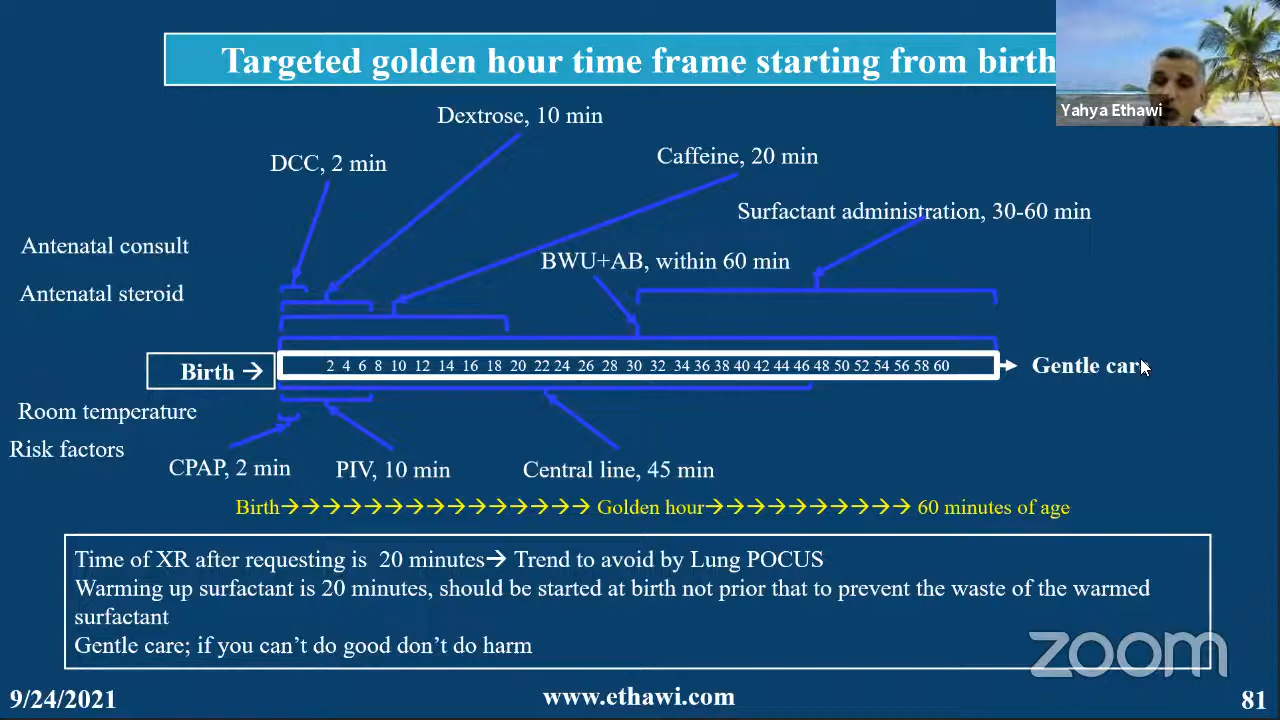 Targeted golden hour time frame starting from birth
Yahya Ethawi
Dextrose, 10 min
DCC, 2 min
Caffeine, 20 min
Surfactant administration, 30-60 min
Antenatal consult
BWU+AB, within 60 min
Antenatal steroid
Birth →
2 4 6 8 10 12 14 16 18 20 22 24 26 28 30 32 34 36 38 40 42 44 46 48 50 52 54 56 58 60
Gentle care
Room temperature
Risk factors
CPAP, 2 min
PIV, 10 min
Central line, 45 min
Birth→→→→→→→→→→→→→→→ Golden hour→→→→→→→→→→ 60 minutes of age
Time of XR after requesting is 20 minutes→ Trend to avoid by Lung POCUS
Warming up surfactant is 20 minutes, should be started at birth not prior that to prevent the waste of the warmed
surfactant
Gentle care; if you can't do good don't do harm
zoom
9/24/2021
www.ethawi.com
81